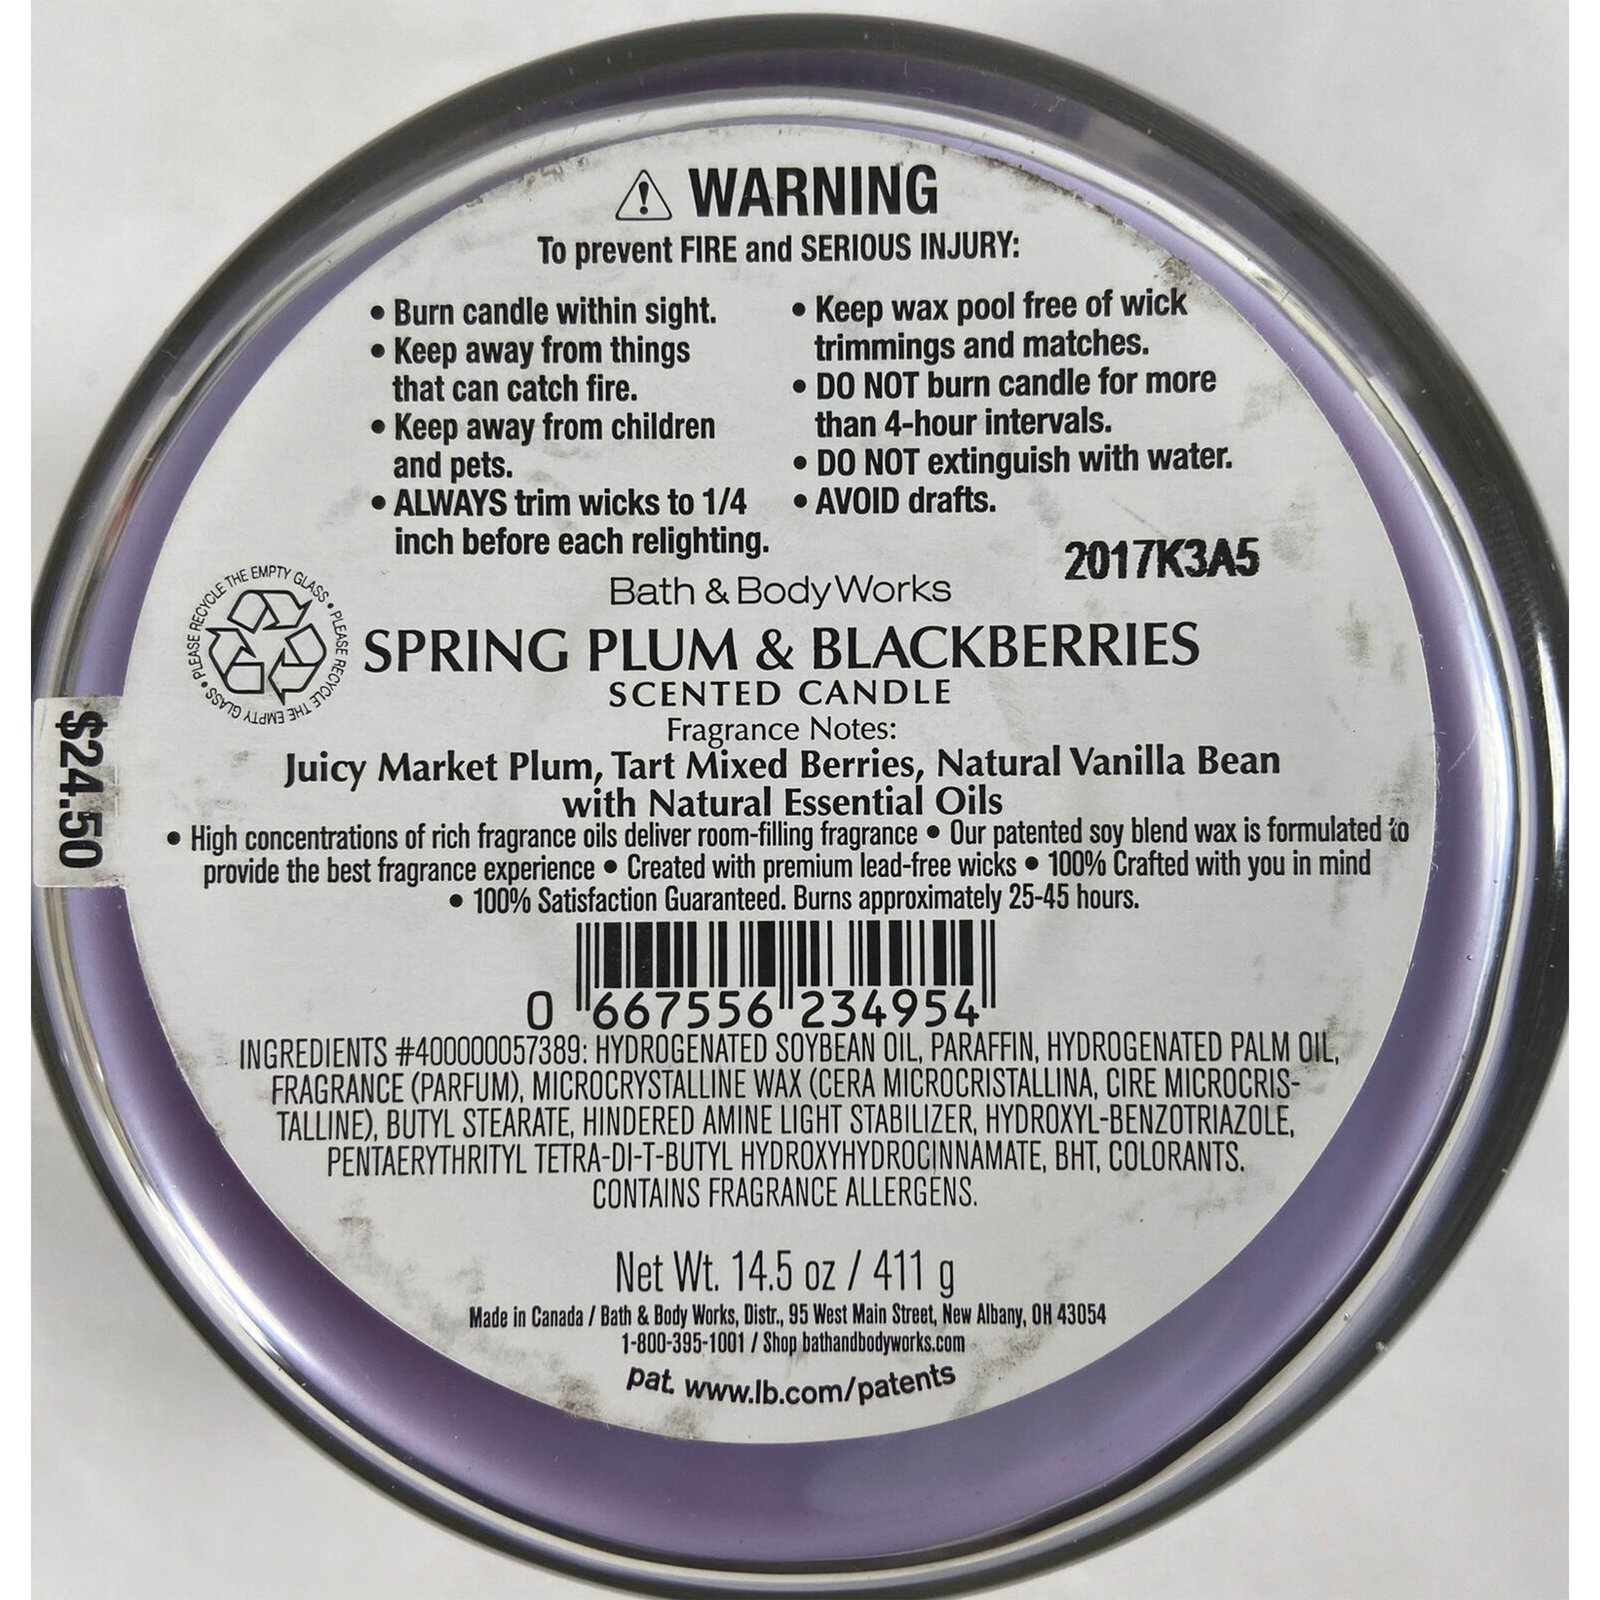 WARNING
To prevent FIRE and SERIOUS INJURY:
• Burn candle within sight.
• Keep away from things
that can catch fire.
• Keep away from children
and pets.
• ALWAYS trim wicks to 1/4
inch before each relighting.
• Keep wax pool free of wick
trimmings and matches.
• DO NOT burn candle for more
than 4-hour intervals.
• DO NOT extinguish with water.
• AVOID drafts.
2017K3A5
Bath & Body Works
• PLEASE RECYCLE THE EMPTY GLASS • PLEASE RECYCLE THE EMPTY GLASS
SPRING PLUM & BLACKBERRIES
SCENTED CANDLE
Fragrance Notes:
Juicy Market Plum, Tart Mixed Berries, Natural Vanilla Bean
with Natural Essential Oils
$24.50
• High concentrations of rich fragrance oils deliver room-filling fragrance • Our patented soy blend wax is formulated to
provide the best fragrance experience • Created with premium lead-free wicks • 100% Crafted with you in mind
• 100% Satisfaction Guaranteed. Burns approximately 25-45 hours.
0 667556 234954
INGREDIENTS #400000057389: HYDROGENATED SOYBEAN OIL, PARAFFIN, HYDROGENATED PALM OIL,
FRAGRANCE (PARFUM), MICROCRYSTALLINE WAX (CERA MICROCRISTALLINA, CIRE MICROCRIS-
TALLINE), BUTYL STEARATE, HINDERED AMINE LIGHT STABILIZER, HYDROXYL-BENZOTRIAZOLE,
PENTAERYTHRITYL TETRA-DI-T-BUTYL HYDROXYHYDROCINNAMATE, BHT, COLORANTS.
CONTAINS FRAGRANCE ALLERGENS.
Net Wt. 14.5 oz / 411 g
Made in Canada / Bath & Body Works, Distr., 95 West Main Street, New Albany, OH 43054
1-800-395-1001 / Shop bathandbodyworks.com
pat. www.lb.com/patents